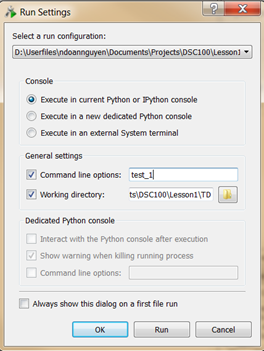 Run Settings
Select a run configuration:
D:\Userfiles\ndoannguyen\Documents\Projects\DSC100\Lesson1
Console
Execute in current Python or IPython console
Execute in a new dedicated Python console
Execute in an external System terminal
General settings
Command line options: test_1
Working directory: ts\DSC100\Lesson1\TD
Dedicated Python console
Interact with the Python console after execution
Show warning when killing running process
Command line options:
Always show this dialog on a first file run
OK Run Cancel